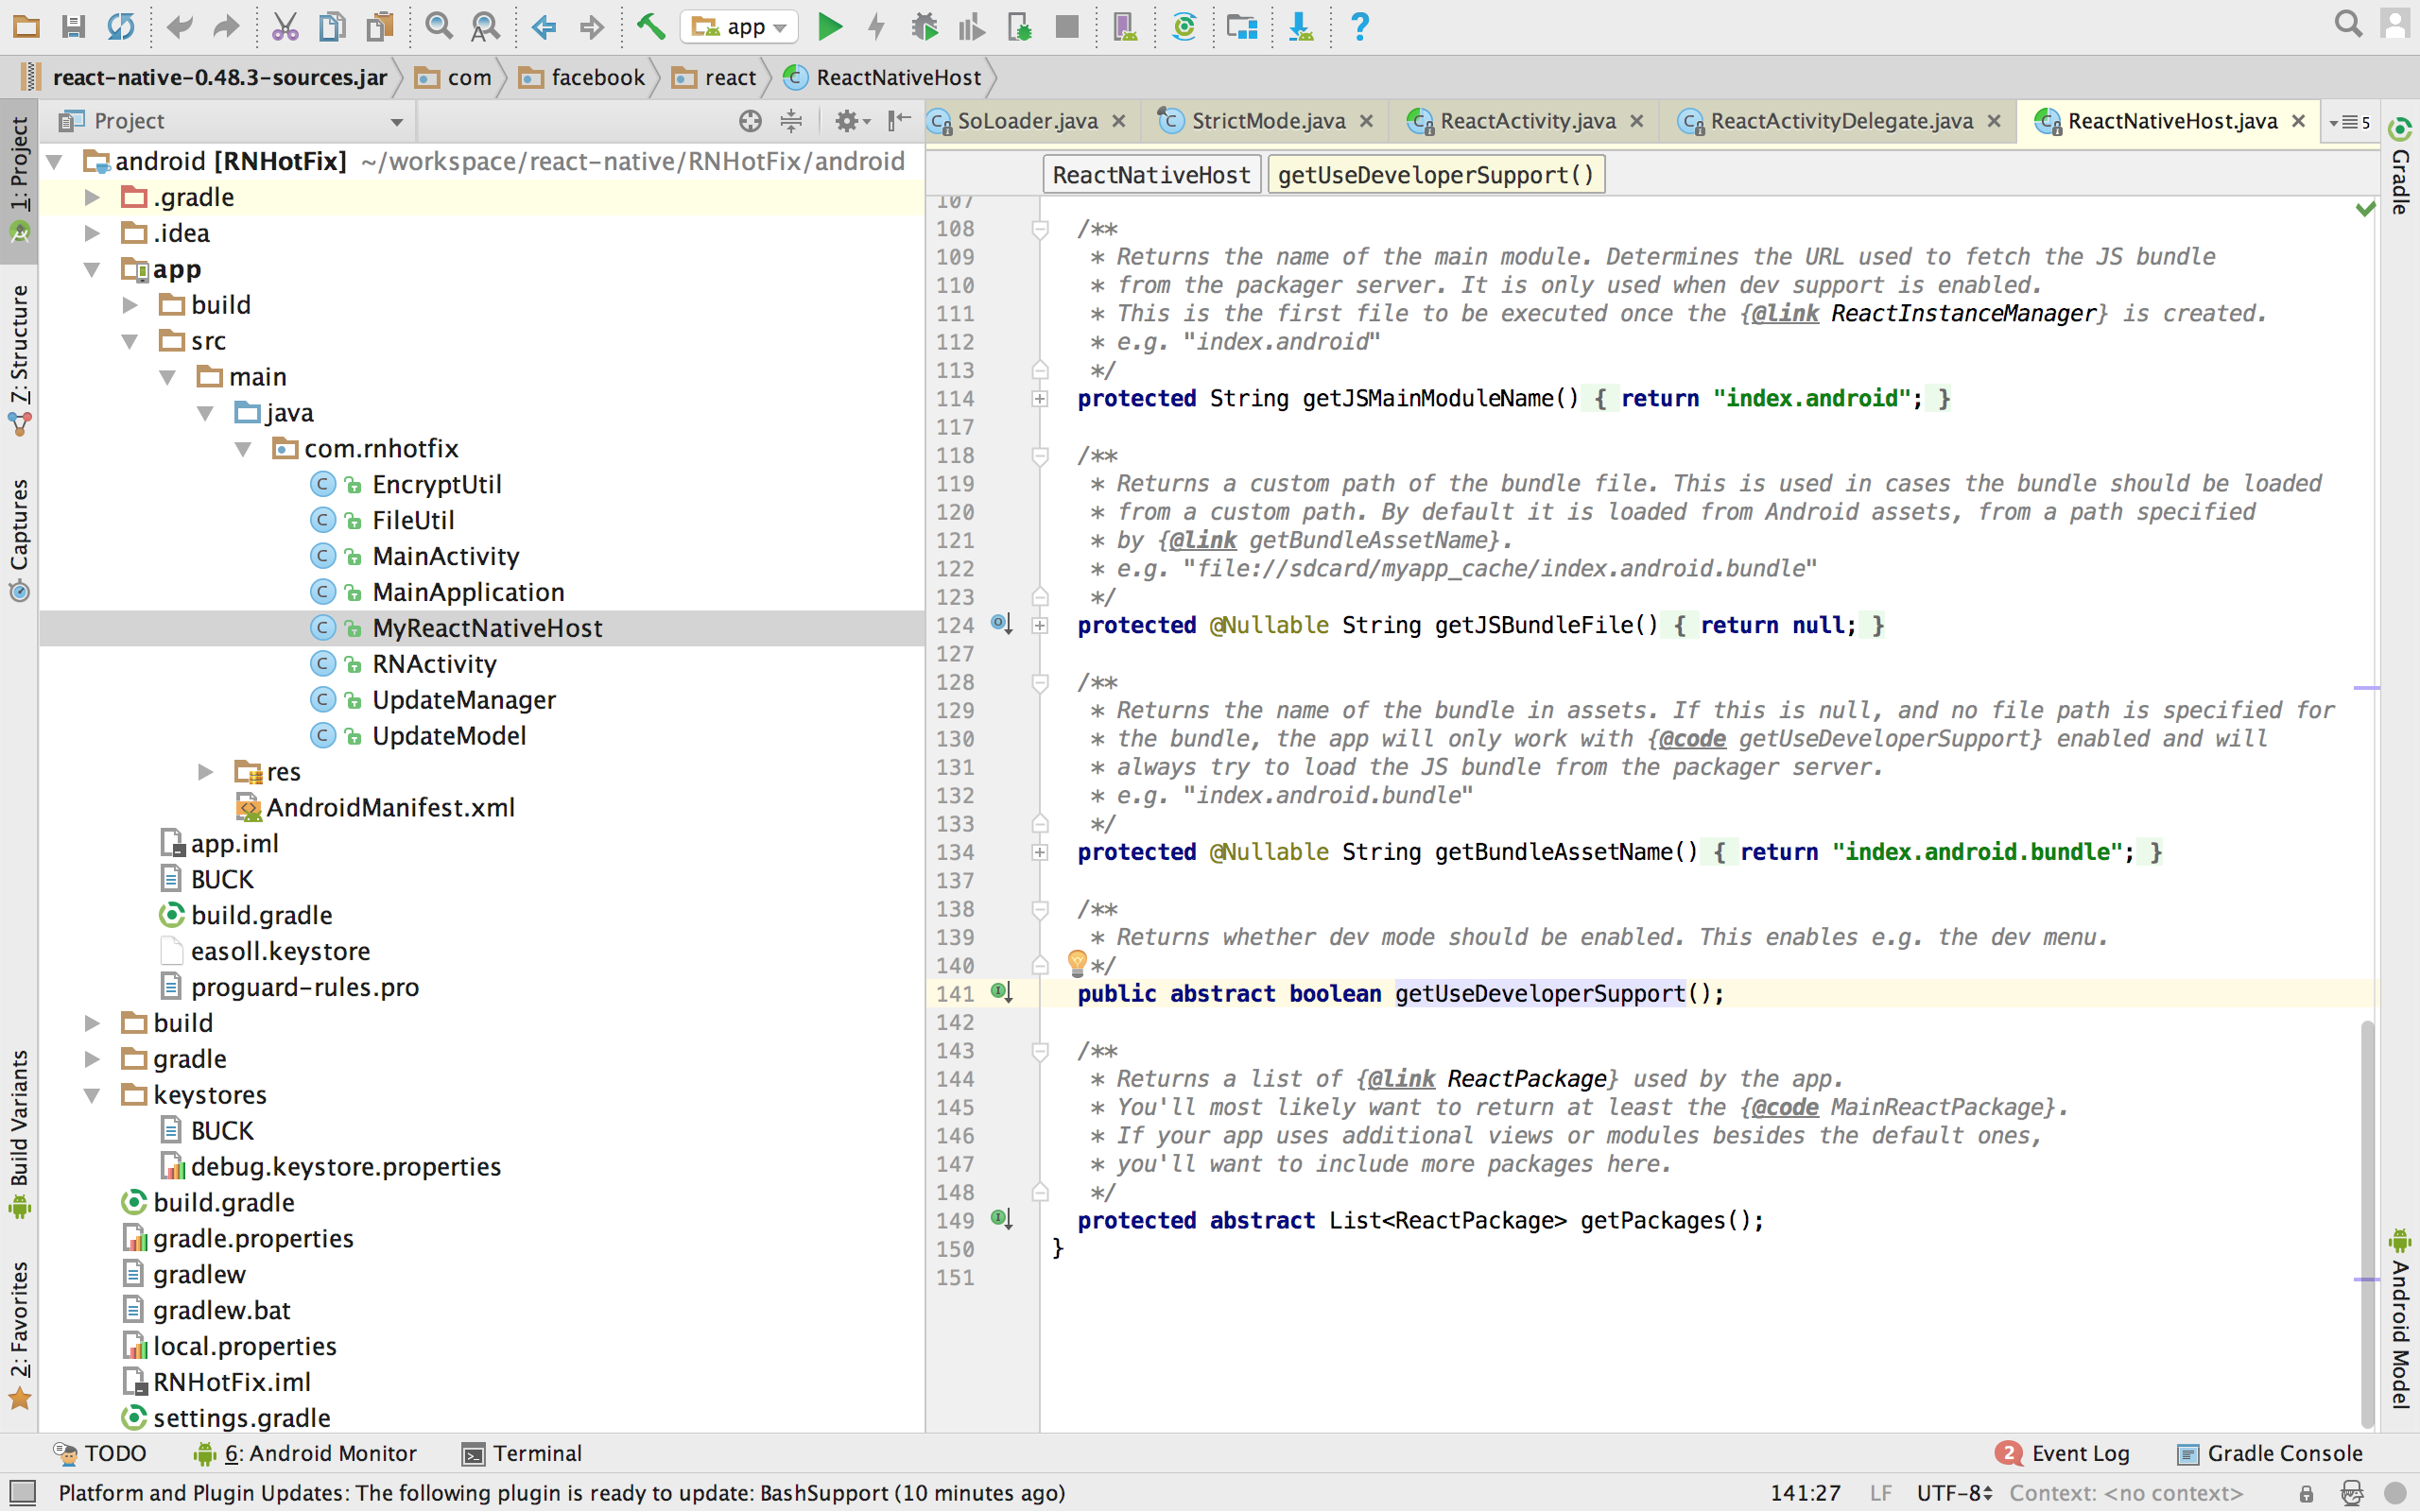 app
react-native-0.48.3-sources.jar
com
facebook
react
ReactNativeHost
1: Project
Z: Structure
Captures
Build Variants
2: Favorites
Project
android [RNHotFix] ~/workspace/react-native/RNHotFix/android
.gradle
.idea
app
build
src
main
java
com.rnhotfix
EncryptUtil
FileUtil
MainActivity
MainApplication
MyReactNativeHost
RNActivity
UpdateManager
UpdateModel
res
AndroidManifest.xml
app.iml
BUCK
build.gradle
easoll.keystore
proguard-rules.pro
build
gradle
keystores
BUCK
debug.keystore.properties
build.gradle
gradle.properties
gradlew
gradlew.bat
local.properties
RNHotFix.iml
settings.gradle
SoLoader.java
StrictMode.java
ReactActivity.java
ReactActivityDelegate.java
ReactNativeHost.java
5
ReactNativeHost
getUseDeveloperSupport()
107
108 /**
109 * Returns the name of the main module. Determines the URL used to fetch the JS bundle
110 * from the packager server. It is only used when dev support is enabled.
111 * This is the first file to be executed once the {@link ReactInstanceManager} is created.
112 * e.g. "index.android"
113 */
114 protected String getJSMainModuleName() { return "index.android"; }
117
118 /**
119 * Returns a custom path of the bundle file. This is used in cases the bundle should be loaded
120 * from a custom path. By default it is loaded from Android assets, from a path specified
121 * by {@link getBundleAssetName}.
122 * e.g. "file://sdcard/myapp_cache/index.android.bundle"
123 */
124 protected @Nullable String getJSBundleFile() { return null; }
127
128 /**
129 * Returns the name of the bundle in assets. If this is null, and no file path is specified for
130 * the bundle, the app will only work with {@code getUseDeveloperSupport} enabled and will
131 * always try to load the JS bundle from the packager server.
132 * e.g. "index.android.bundle"
133 */
134 protected @Nullable String getBundleAssetName() { return "index.android.bundle"; }
137
138 /**
139 * Returns whether dev mode should be enabled. This enables e.g. the dev menu.
140 */
141 public abstract boolean getUseDeveloperSupport();
142
143 /**
144 * Returns a list of {@link ReactPackage} used by the app.
145 * You'll most likely want to return at least the {@code MainReactPackage}.
146 * If your app uses additional views or modules besides the default ones,
147 * you'll want to include more packages here.
148 */
149 protected abstract List<ReactPackage> getPackages();
150 }
151
Gradle
Android Model
TODO
6: Android Monitor
Terminal
2 Event Log
Gradle Console
Platform and Plugin Updates: The following plugin is ready to update: BashSupport (10 minutes ago)
141:27 LF UTF-8 Context: <no context>